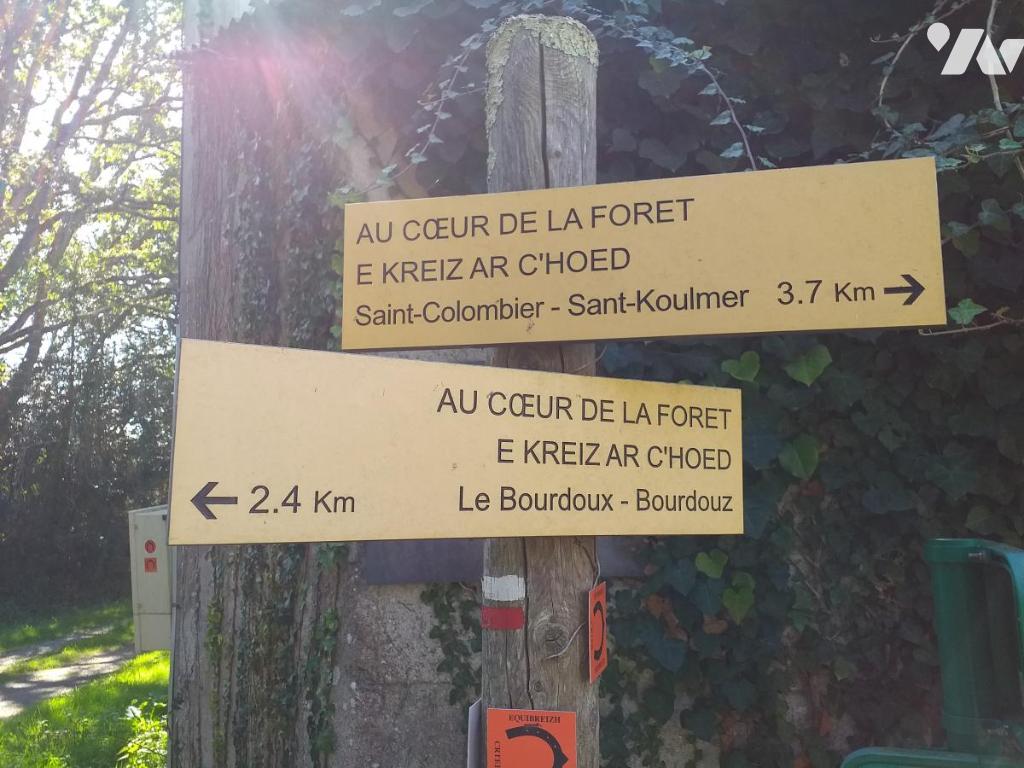 AU CŒUR DE LA FORET
E KREIZ AR C'HOED
Saint-Colombier - Sant-Koulmer 3.7 Km →
AU CŒUR DE LA FORET
E KREIZ AR C'HOED
← 2.4 Km Le Bourdoux - Bourdouz
EQUIBREIZH